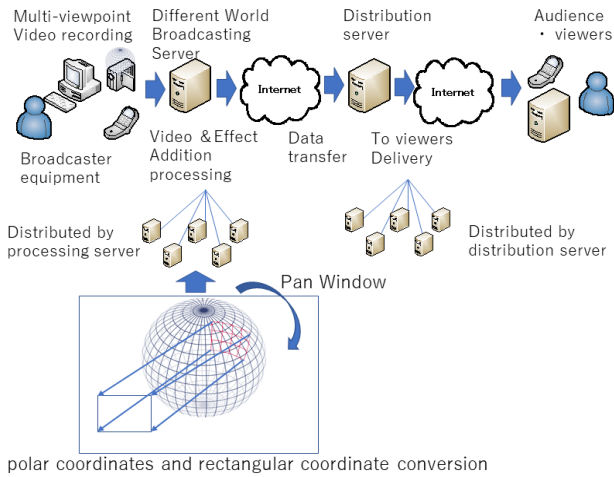 Multi-viewpoint
Video recording
Different World
Broadcasting
Server
Distribution
server
Audience
・ viewers
Internet
Internet
Broadcaster
equipment
Video ＆Effect
Addition
processing
Data
transfer
To viewers
Delivery
Distributed by
processing server
Distributed by
distribution server
Pan Window
polar coordinates and rectangular coordinate conversion